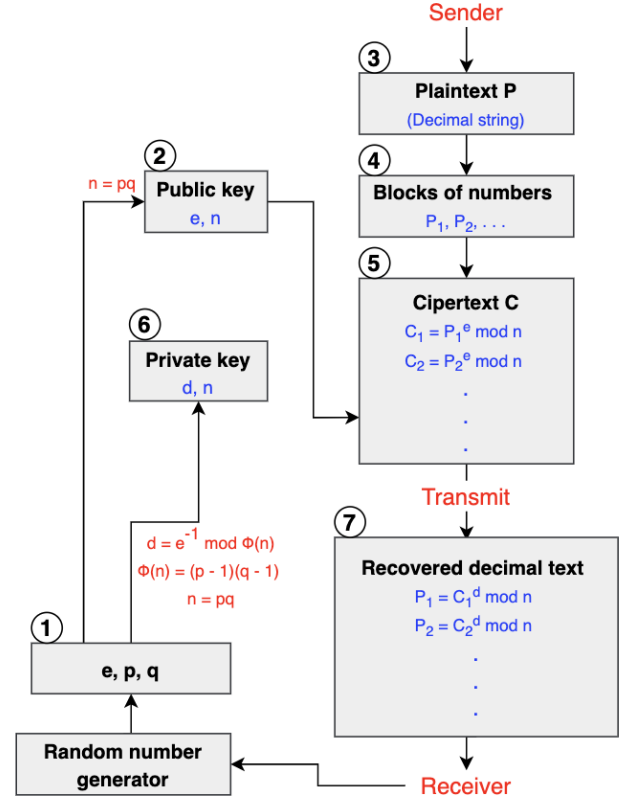 Sender
3
Plaintext P
(Decimal string)
2
n = pq
Public key
e, n
4
Blocks of numbers
P₁, P₂, . . .
5
Cipertext C
C₁ = P₁ᵉ mod n
C₂ = P₂ᵉ mod n
.
.
.
6
Private key
d, n
Transmit
d = e⁻¹ mod Φ(n)
Φ(n) = (p - 1)(q - 1)
n = pq
7
Recovered decimal text
P₁ = C₁ᵈ mod n
P₂ = C₂ᵈ mod n
.
.
.
1
e, p, q
Random number
generator
Receiver